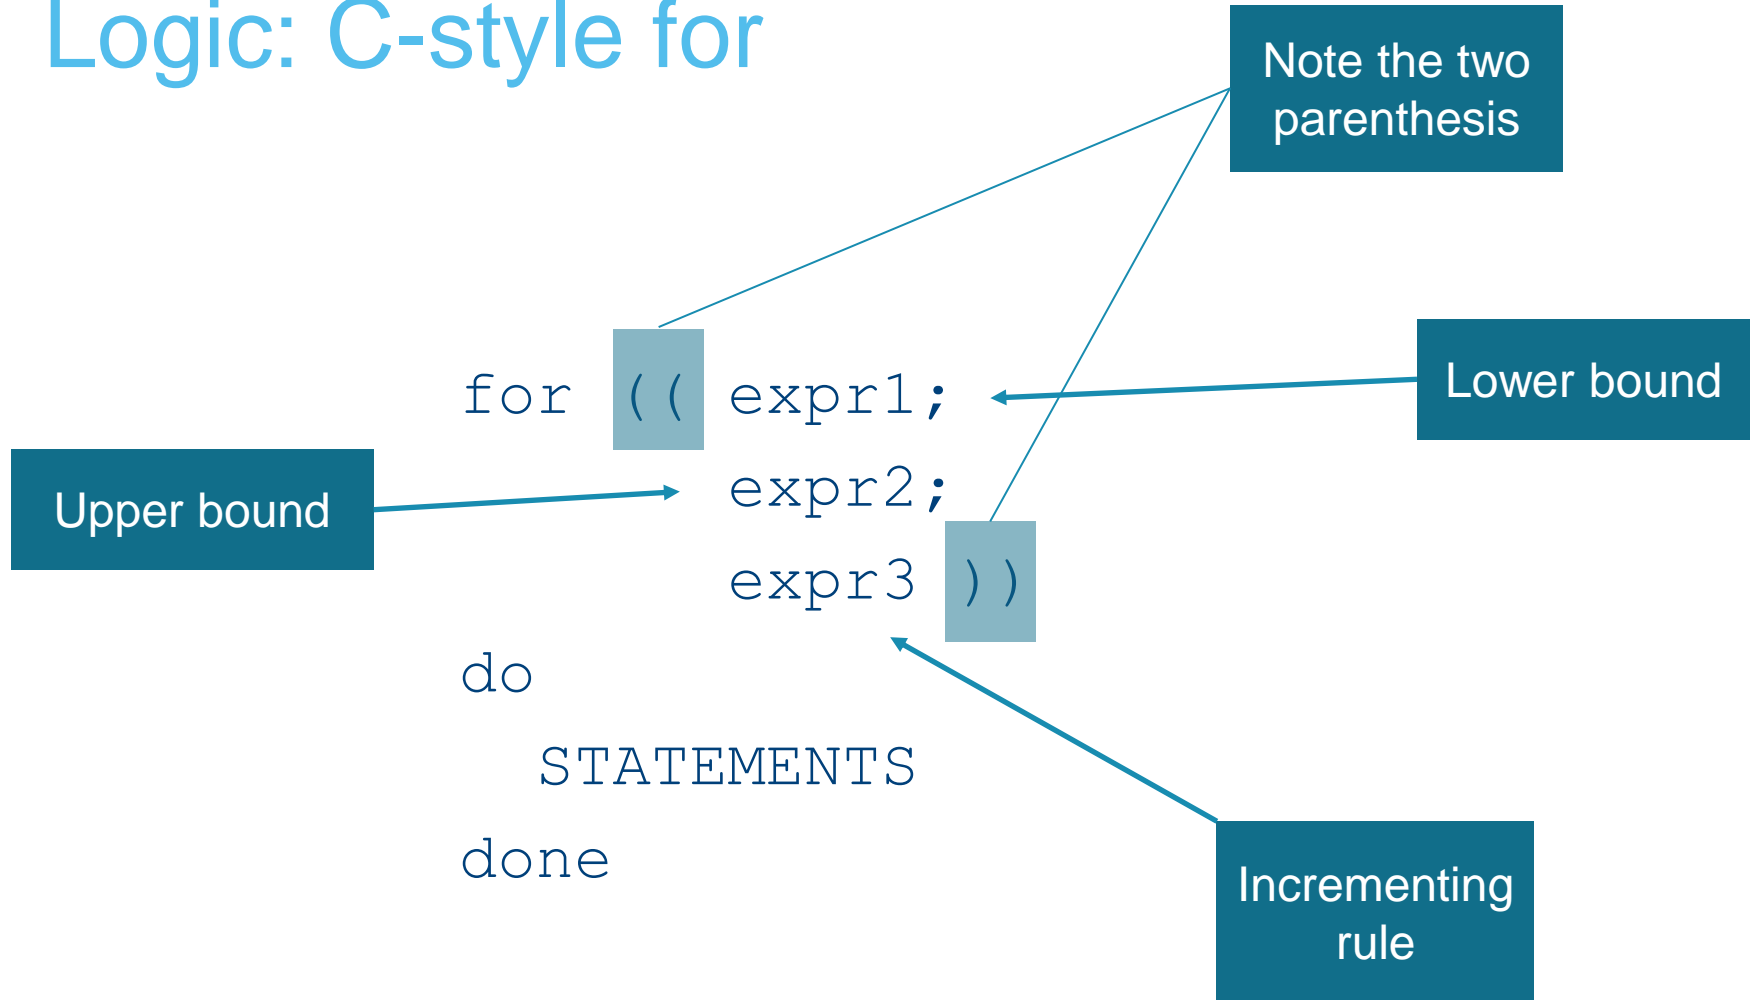 Logic: C-style for
Note the two
parenthesis
for (( expr1;
Lower bound
Upper bound
expr2;
expr3 ))
do
STATEMENTS
done
Incrementing
rule